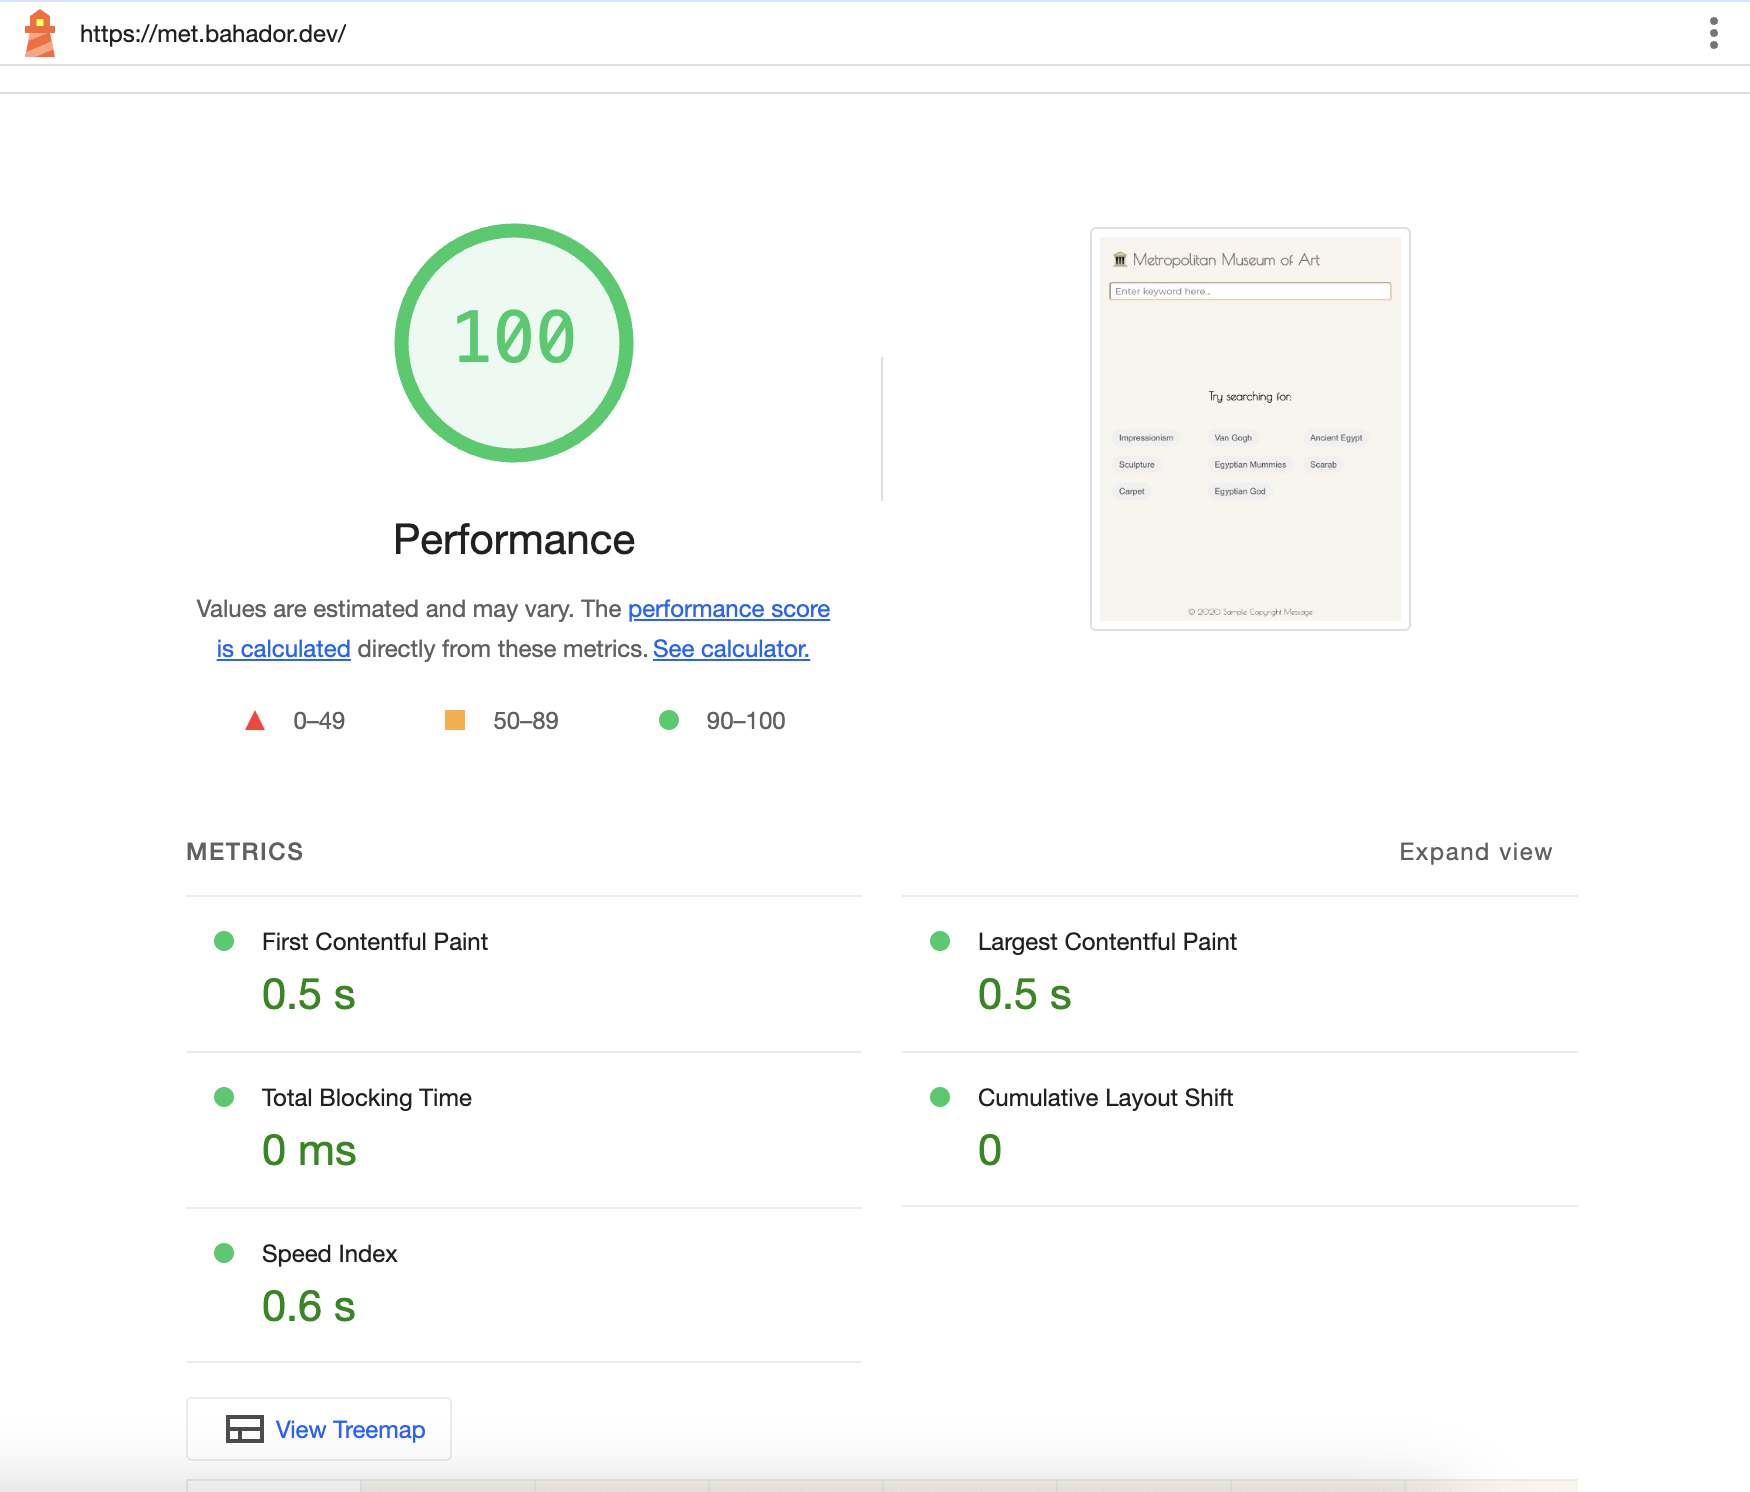 https://met.bahador.dev/
100
Performance
Values are estimated and may vary. The performance score
is calculated directly from these metrics. See calculator.
0–49
50–89
90–100
Metropolitan Museum of Art
Enter keyword here...
Try searching for:
Impressionism Van Gogh Ancient Egypt
Sculpture Egyptian Mummies Scarab
Carpet Egyptian God
© 2020 Sample Copyright Message
METRICS
Expand view
First Contentful Paint
0.5 s
Largest Contentful Paint
0.5 s
Total Blocking Time
0 ms
Cumulative Layout Shift
0
Speed Index
0.6 s
View Treemap